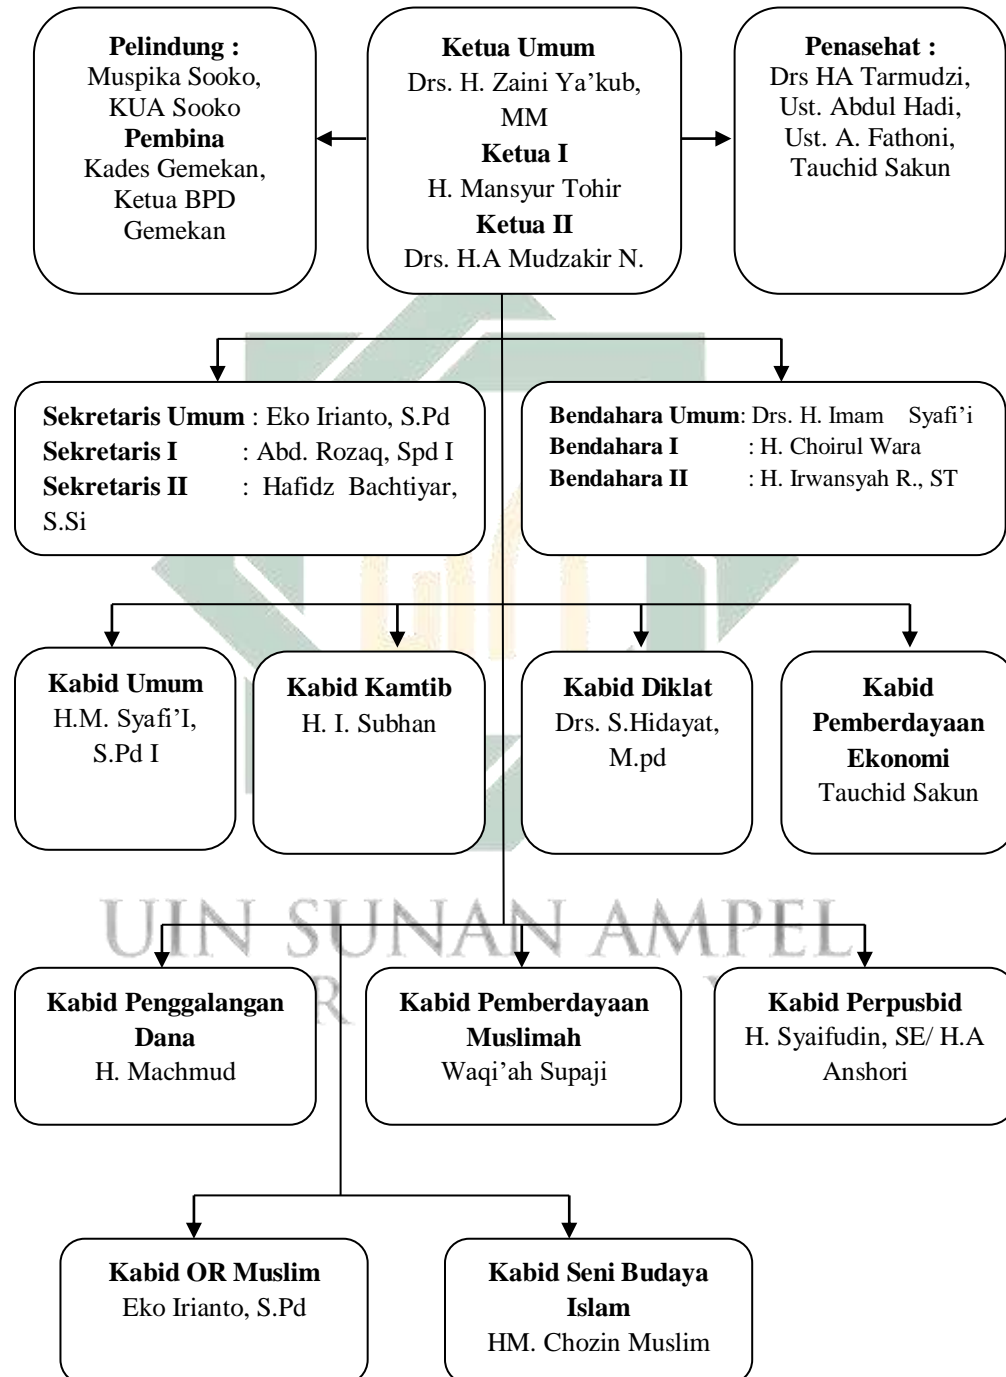 Pelindung :
Muspika Sooko,
KUA Sooko
Pembina
Kades Gemekan,
Ketua BPD
Gemekan
Ketua Umum
Drs. H. Zaini Ya’kub,
MM
Ketua I
H. Mansyur Tohir
Ketua II
Drs. H.A Mudzakir N.
Penasehat :
Drs HA Tarmudzi,
Ust. Abdul Hadi,
Ust. A. Fathoni,
Tauchid Sakun
Sekretaris Umum : Eko Irianto, S.Pd
Sekretaris I : Abd. Rozaq, Spd I
Sekretaris II : Hafidz Bachtiyar,
S.Si
Bendahara Umum: Drs. H. Imam Syafi’i
Bendahara I : H. Choirul Wara
Bendahara II : H. Irwansyah R., ST
Kabid Umum
H.M. Syafi’I,
S.Pd I
Kabid Kamtib
H. I. Subhan
Kabid Diklat
Drs. S.Hidayat,
M.pd
Kabid
Pemberdayaan
Ekonomi
Tauchid Sakun
UIN SUNAN AMPEL
Kabid Penggalangan
Dana
H. Machmud
Kabid Pemberdayaan
Muslimah
Waqi’ah Supaji
Kabid Perpusbid
H. Syaifudin, SE/ H.A
Anshori
Kabid OR Muslim
Eko Irianto, S.Pd
Kabid Seni Budaya
Islam
HM. Chozin Muslim